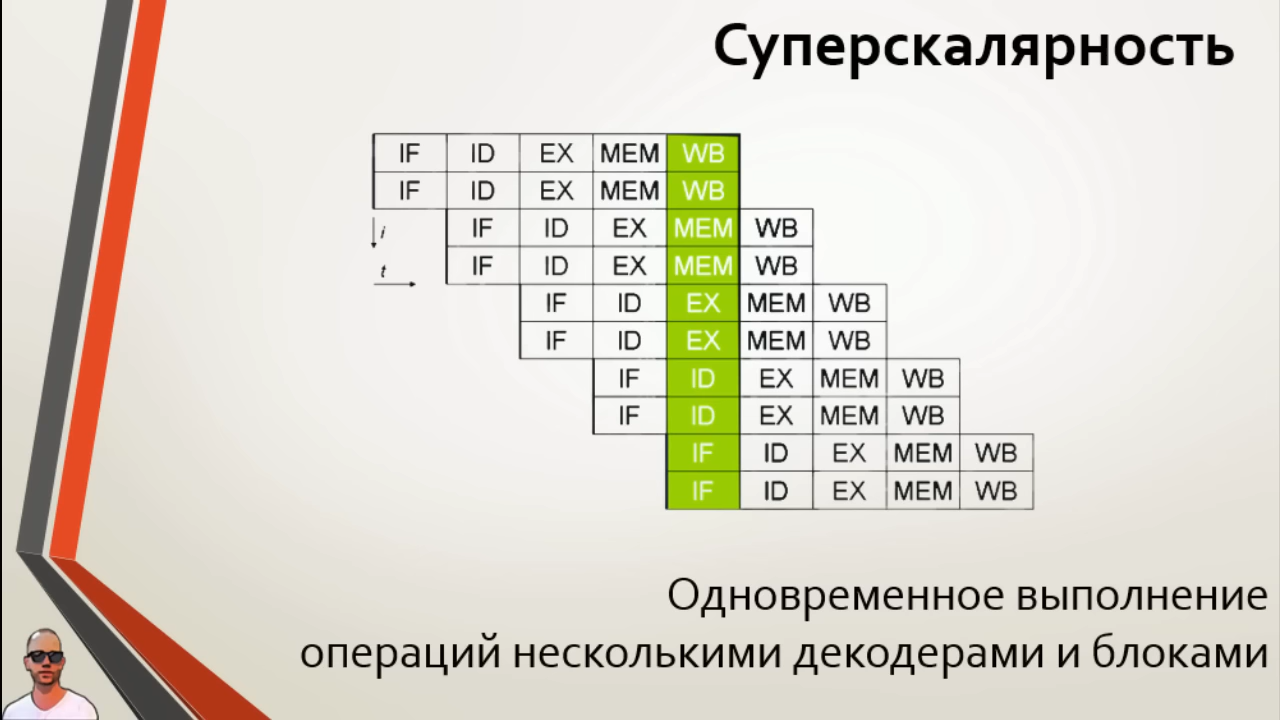 Суперскалярность
IF ID EX MEM WB
IF ID EX MEM WB
i IF ID EX MEM WB
t IF ID EX MEM WB
IF ID EX MEM WB
IF ID EX MEM WB
IF ID EX MEM WB
IF ID EX MEM WB
IF ID EX MEM WB
IF ID EX MEM WB
Одновременное выполнение
операций несколькими декодерами и блоками